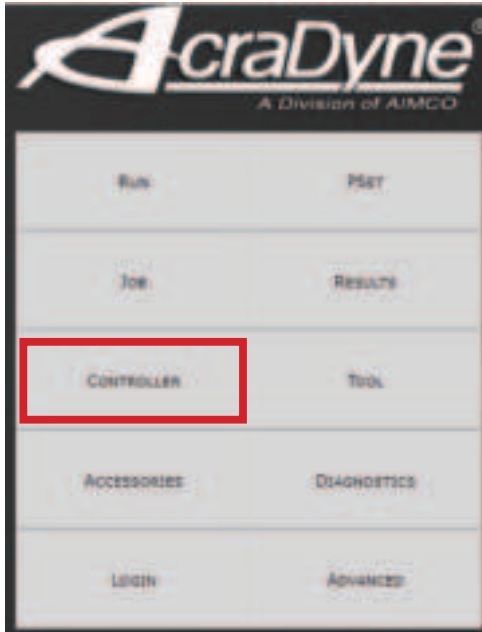 AcraDyne®
A Division of AIMCO
RUN PSET
JOB RESULTS
CONTROLLER TOOL
ACCESSORIES DIAGNOSTICS
LOGIN ADVANCED